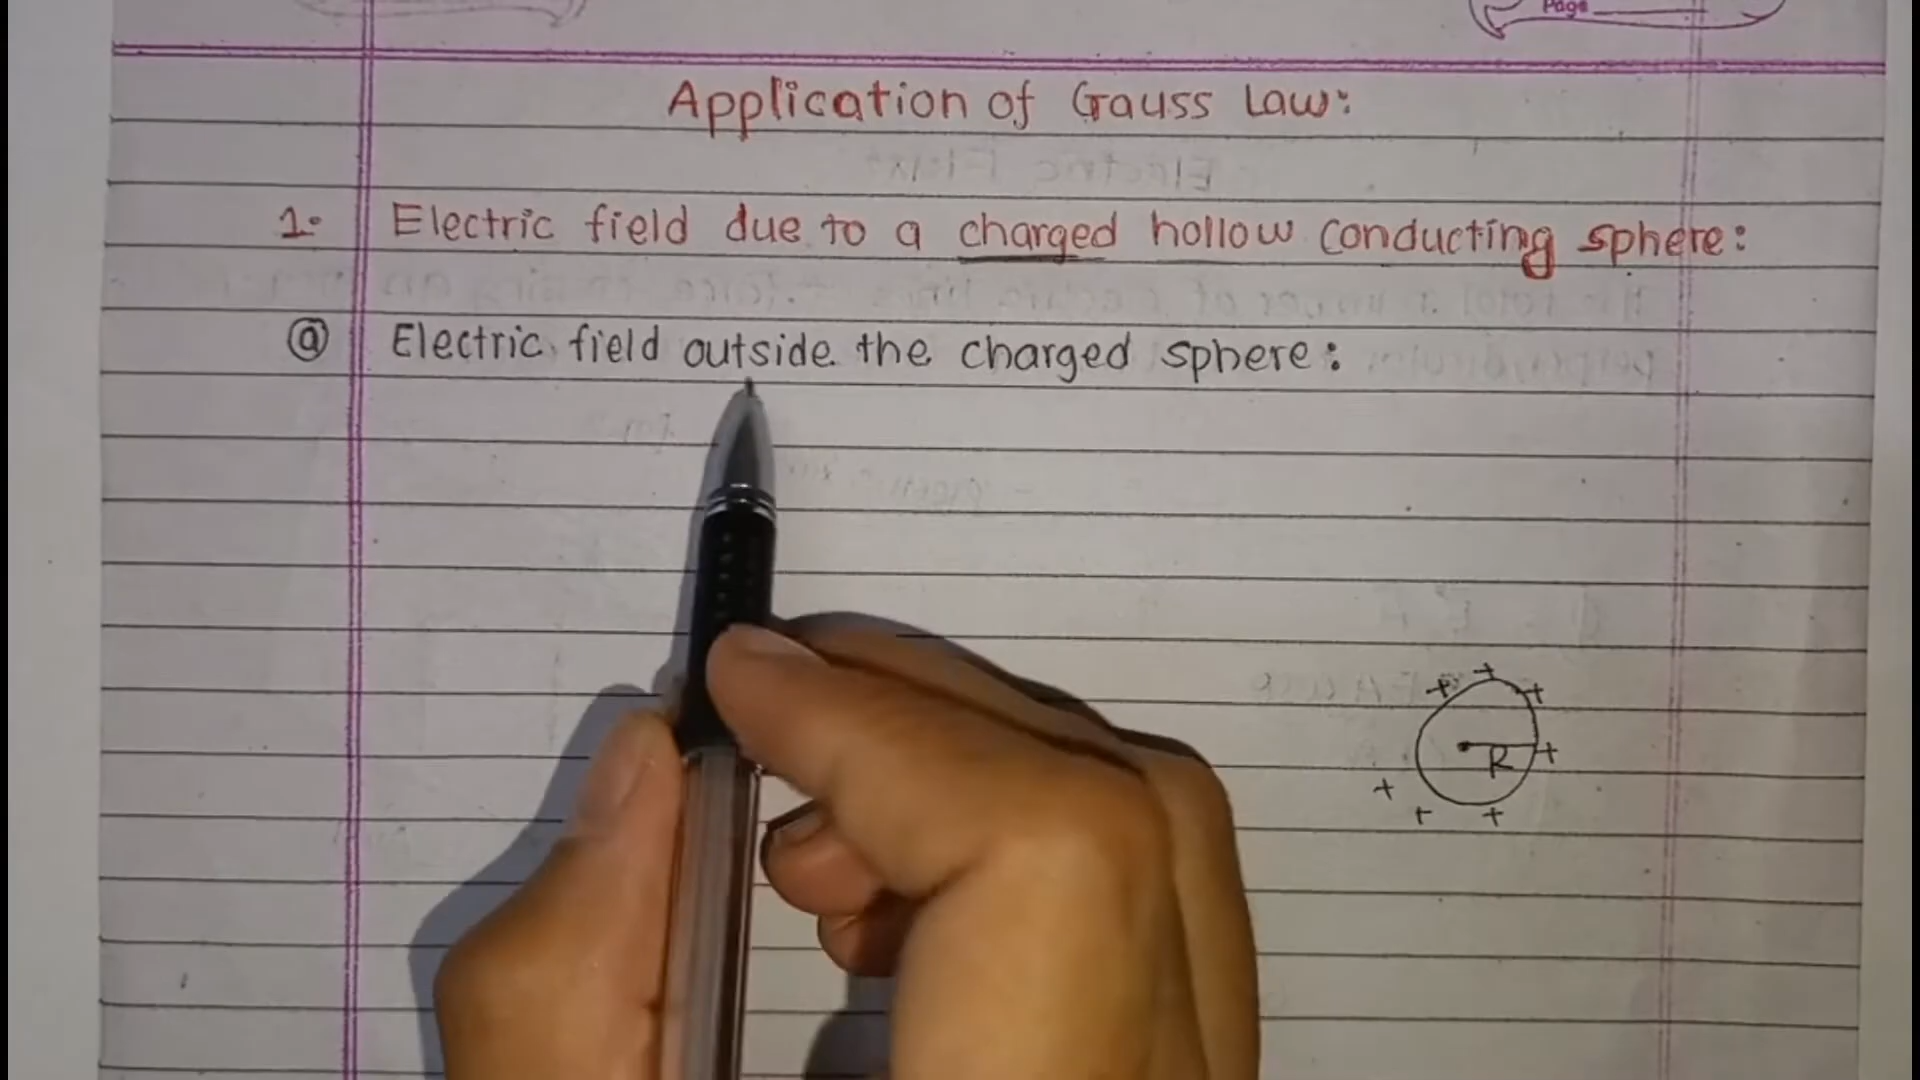 Page
Application of Gauss Law:
1. Electric field due to a charged hollow conducting sphere:
ⓐ Electric field outside the charged sphere:
+ + +
R +
+ + +